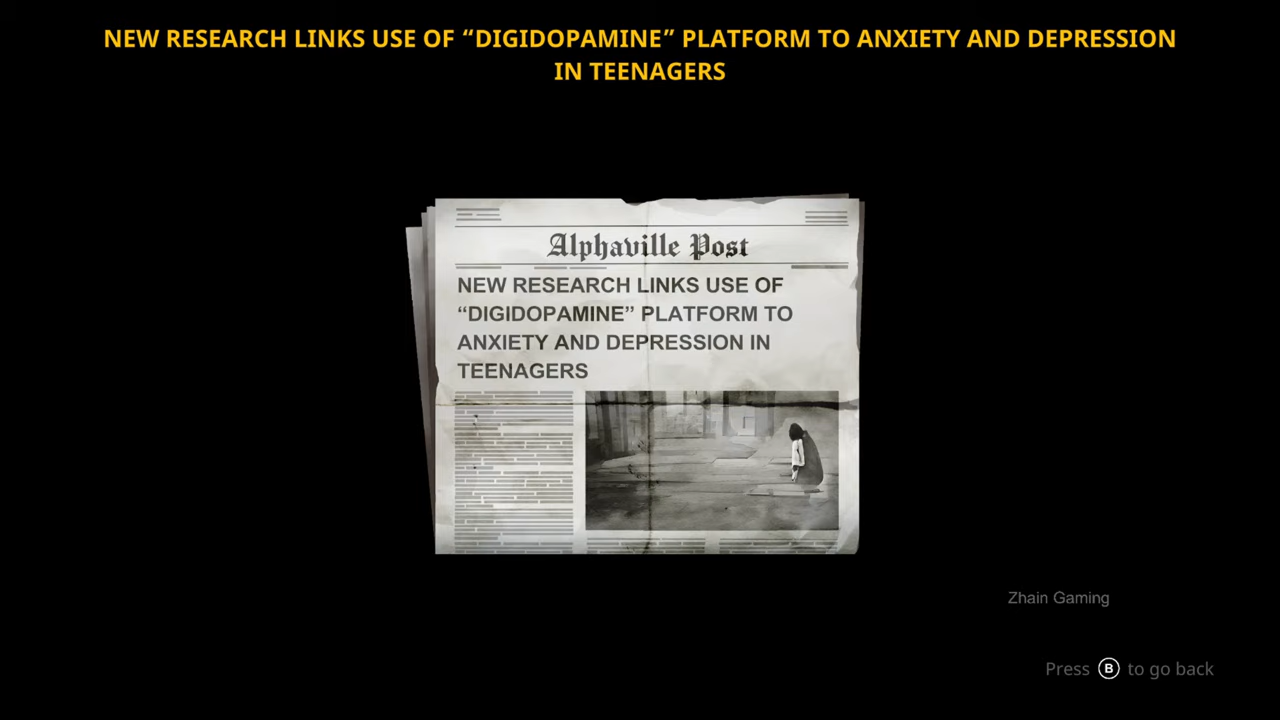 NEW RESEARCH LINKS USE OF “DIGIDOPAMINE” PLATFORM TO ANXIETY AND DEPRESSION
IN TEENAGERS
Alphaville Post
NEW RESEARCH LINKS USE OF
“DIGIDOPAMINE” PLATFORM TO
ANXIETY AND DEPRESSION IN
TEENAGERS
Zhain Gaming
Press B to go back